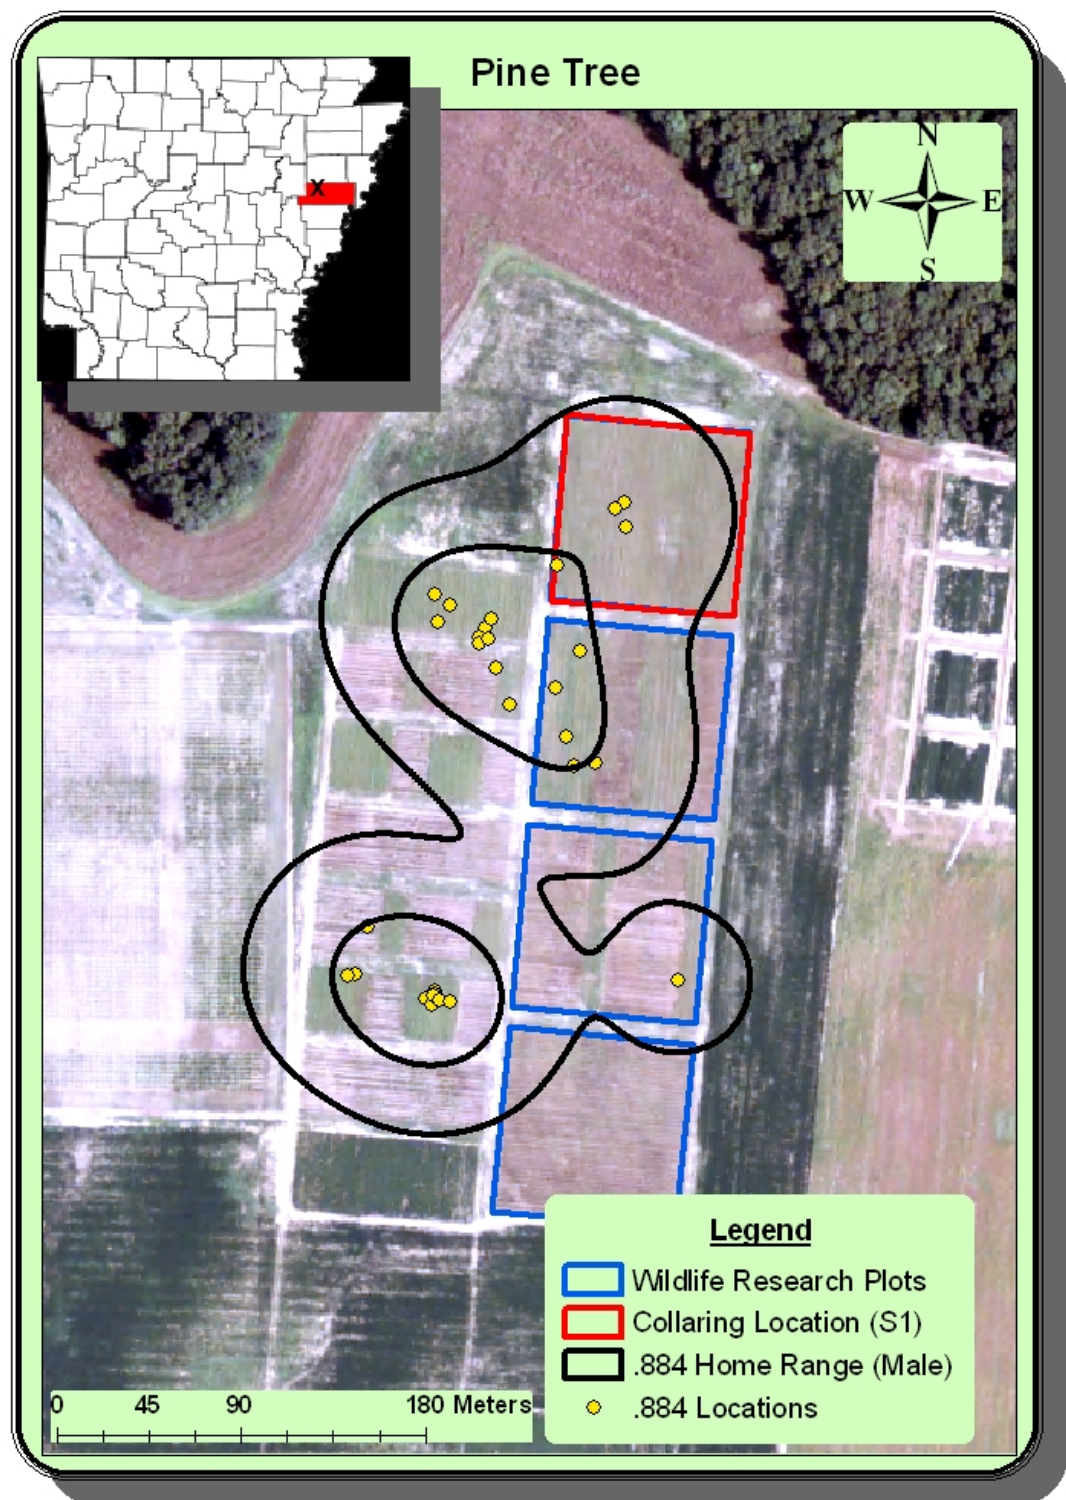 Pine Tree
X
N
W E
S
Legend
Wildlife Research Plots
Collaring Location (S1)
.884 Home Range (Male)
.884 Locations
0 45 90 180 Meters